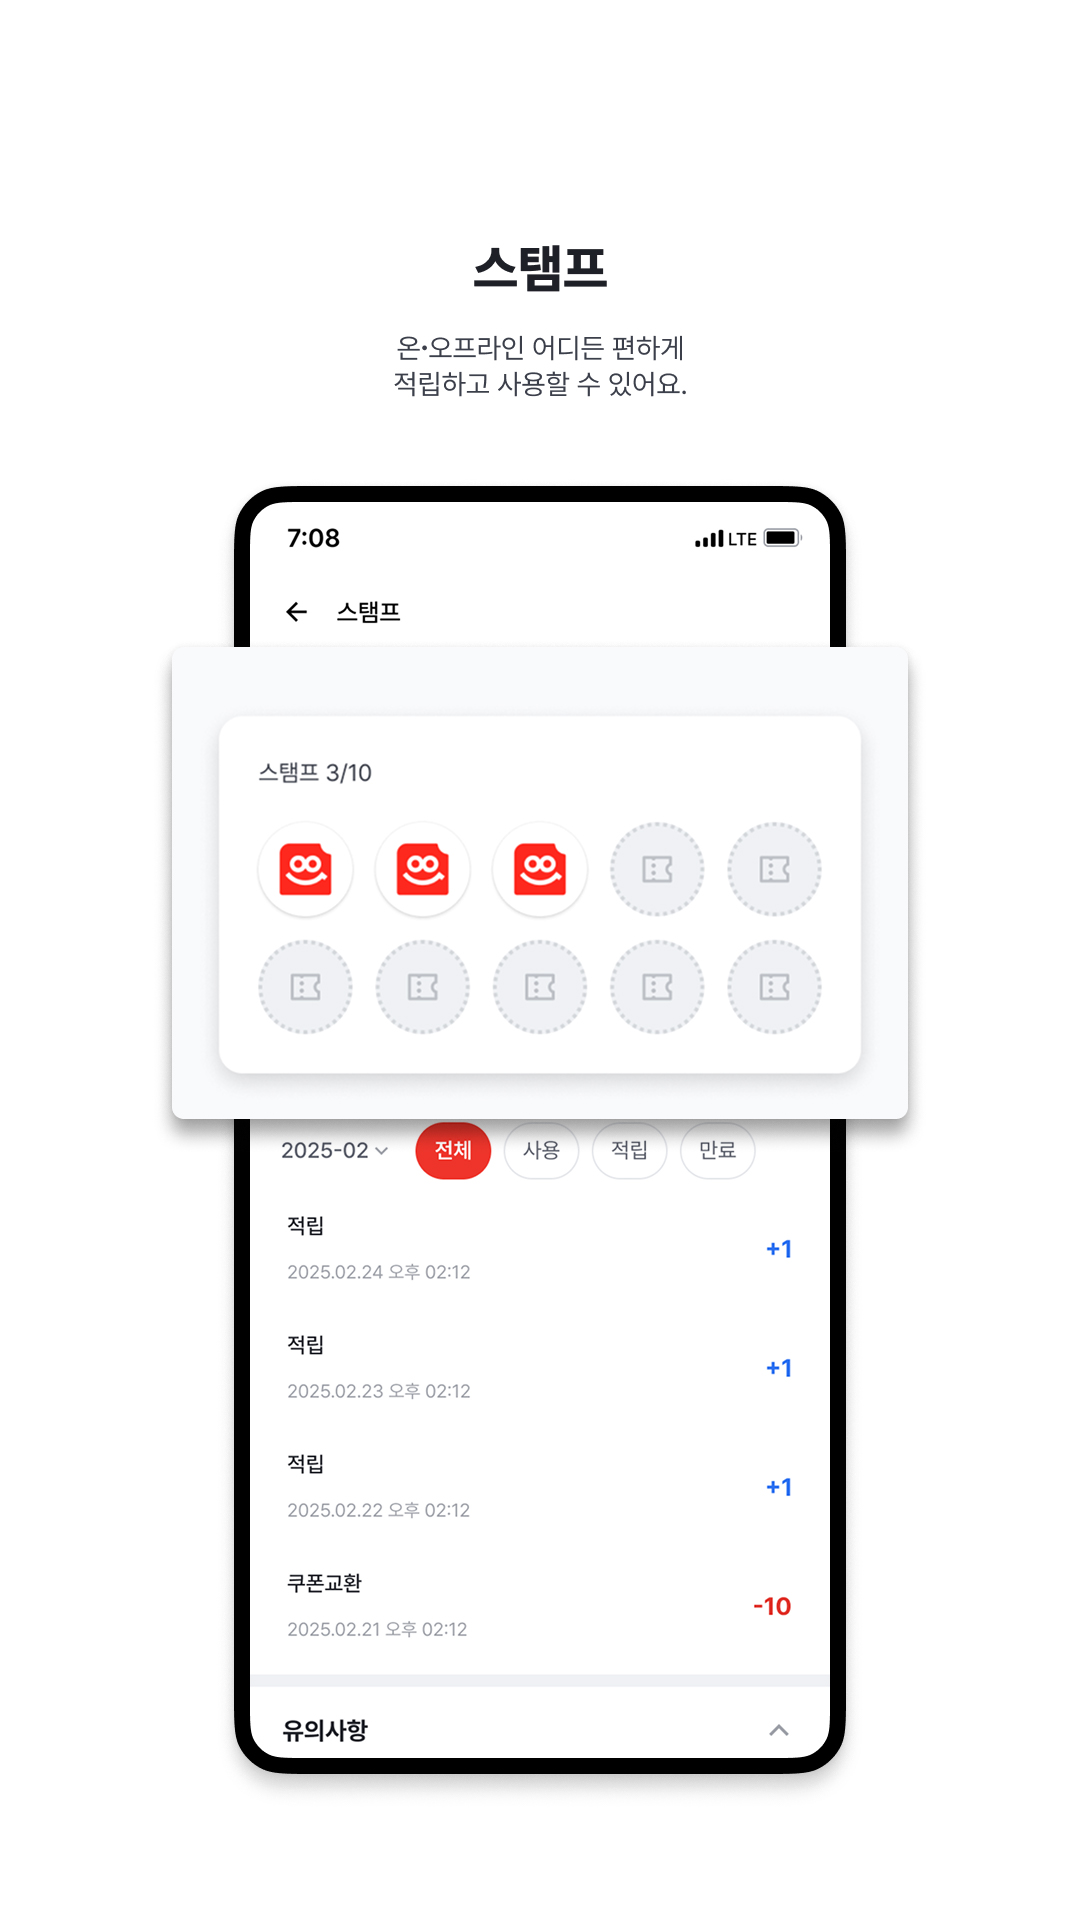 스탬프
온·오프라인 어디든 편하게
적립하고 사용할 수 있어요.
7:08
LTE
스탬프
스탬프 3/10
2025-02 전체 사용 적립 만료
적립
+1
2025.02.24 오후 02:12
적립
+1
2025.02.23 오후 02:12
적립
+1
2025.02.22 오후 02:12
쿠폰교환
-10
2025.02.21 오후 02:12
유의사항